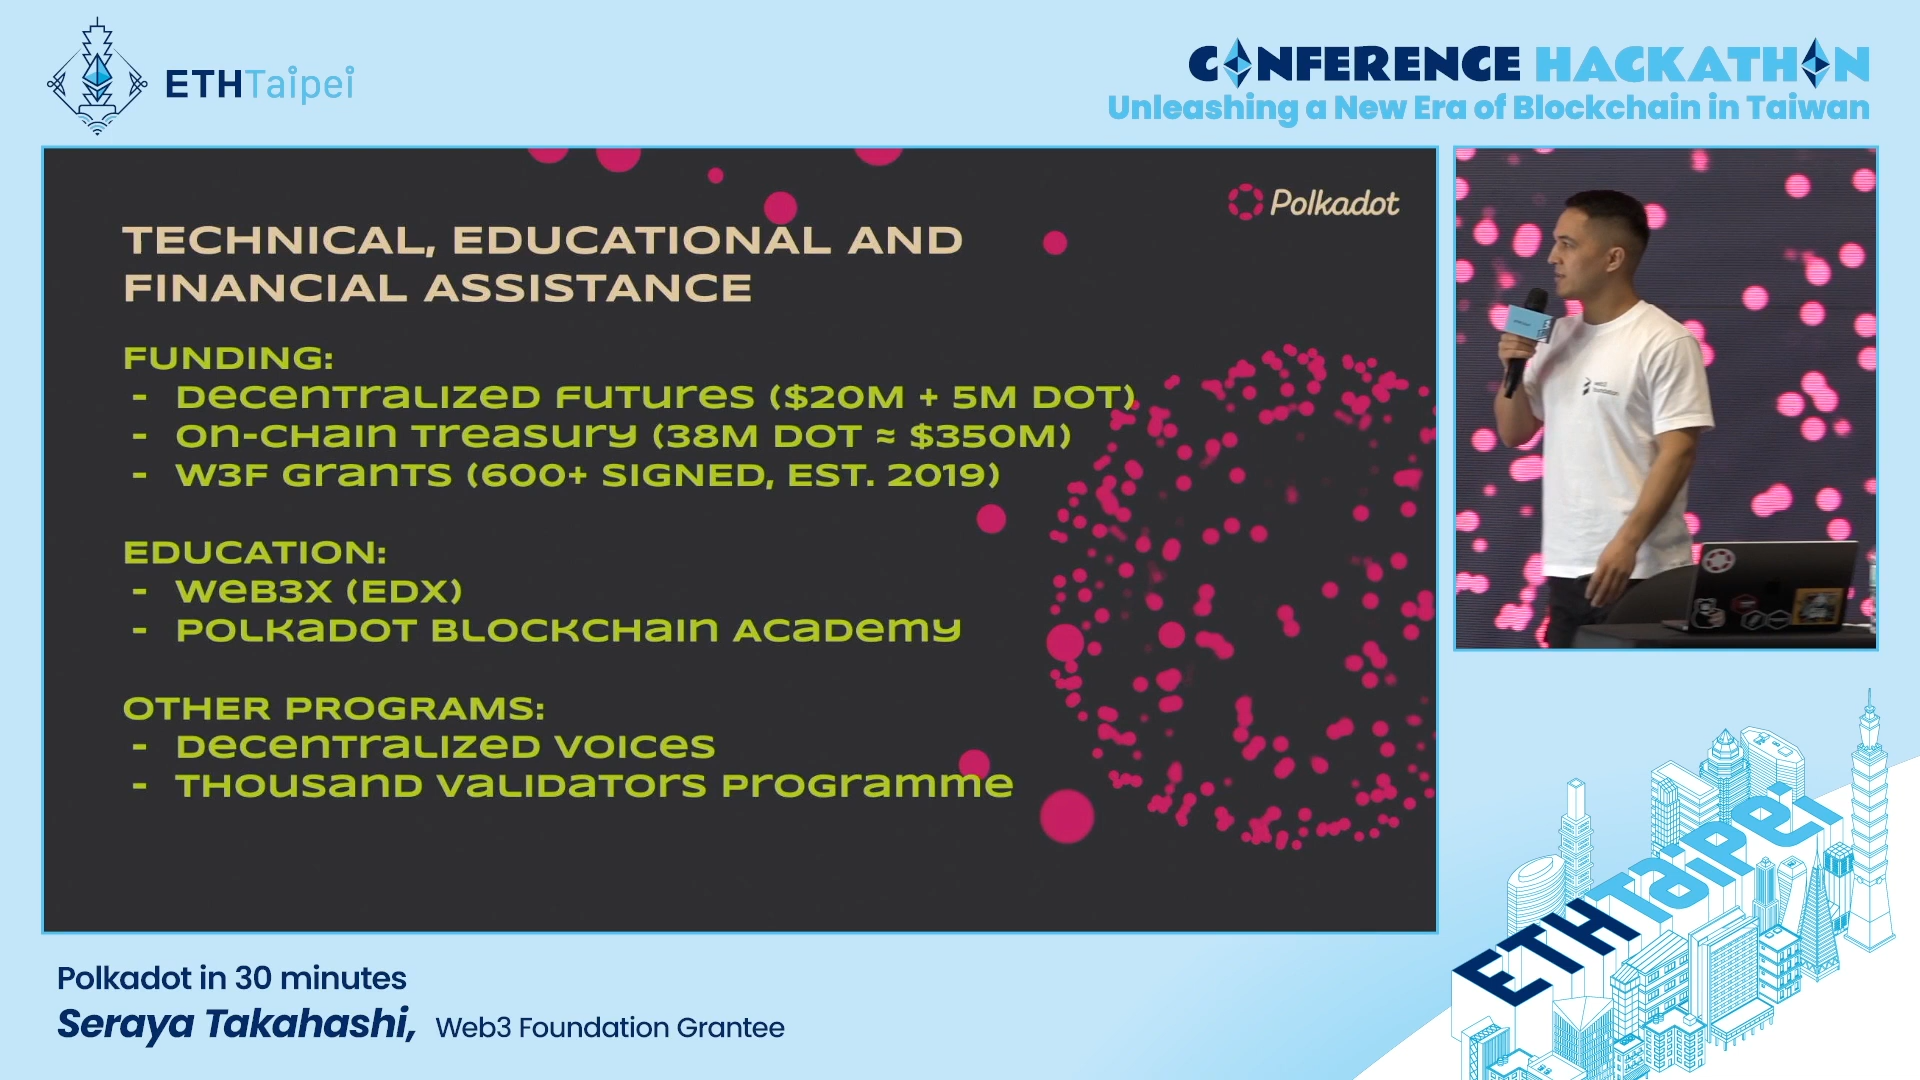 ETHTaipei
CONFERENCE HACKATHON
Unleashing a New Era of Blockchain in Taiwan
Polkadot
TECHNICAL, EDUCATIONAL AND
FINANCIAL ASSISTANCE
FUNDING:
- Decentralized Futures ($20M + 5M DOT)
- On-chain Treasury (38M DOT ≈ $350M)
- W3F Grants (600+ SIGNED, EST. 2019)
EDUCATION:
- Web3x (EDX)
- Polkadot Blockchain Academy
OTHER PROGRAMS:
- Decentralized Voices
- Thousand Validators Programme
web3
foundation
ETHTaipei
Polkadot in 30 minutes
Seraya Takahashi, Web3 Foundation Grantee